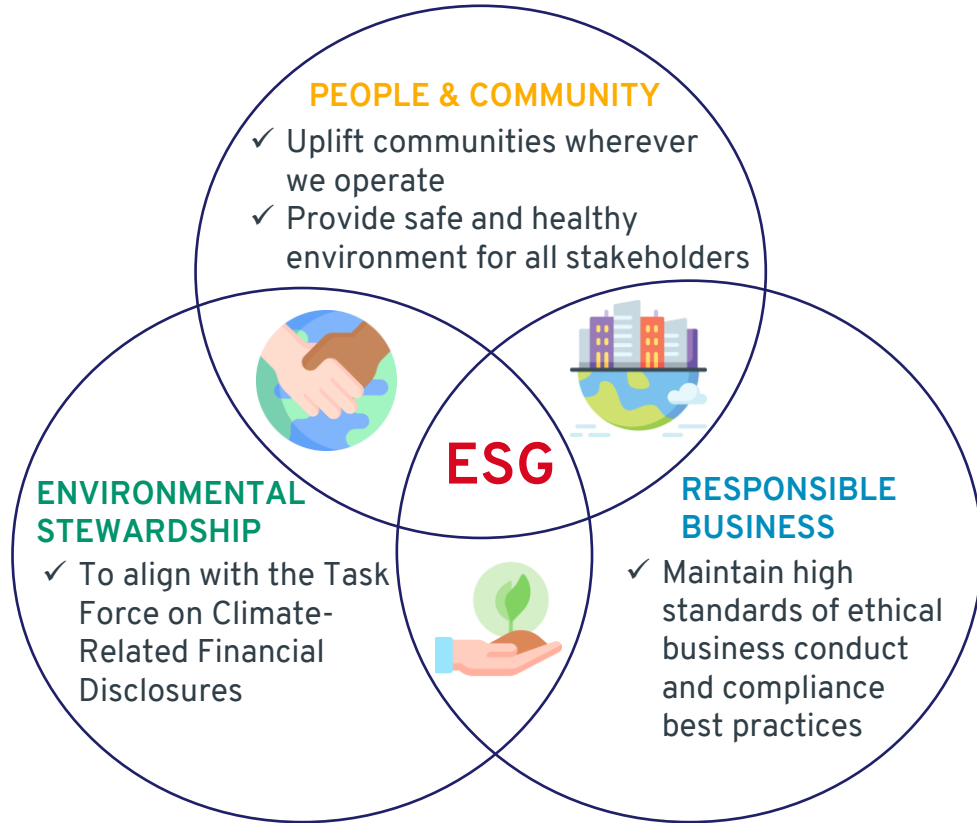 PEOPLE & COMMUNITY
✓ Uplift communities wherever
we operate
✓ Provide safe and healthy
environment for all stakeholders
ESG
ENVIRONMENTAL
STEWARDSHIP
✓ To align with the Task
Force on Climate-
Related Financial
Disclosures
RESPONSIBLE
BUSINESS
✓ Maintain high
standards of ethical
business conduct
and compliance
best practices